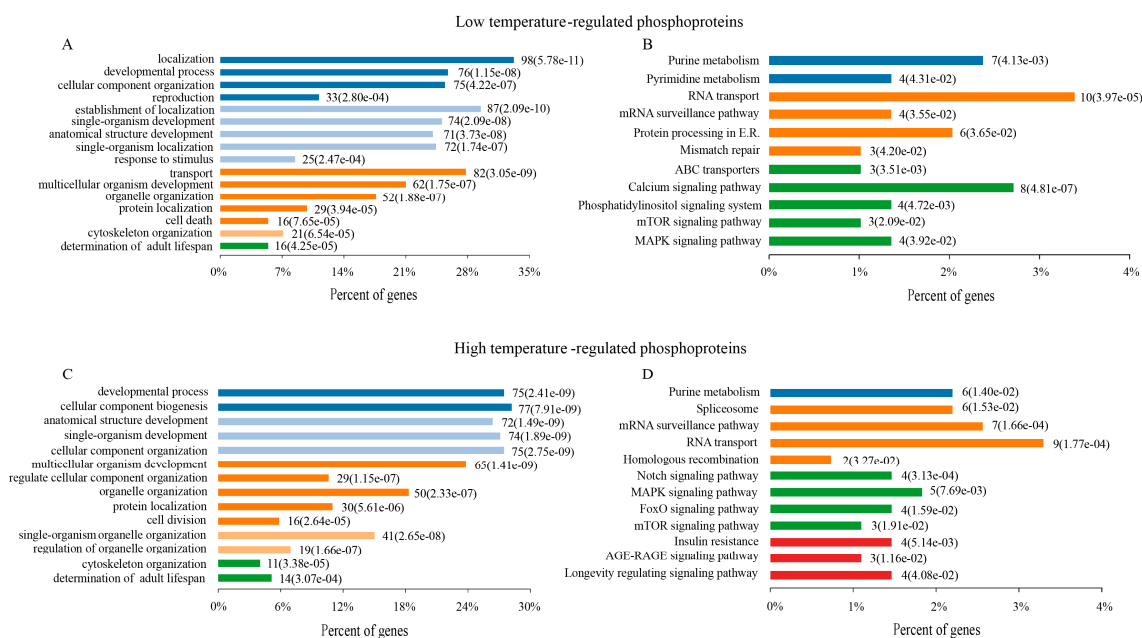 Low temperature-regulated phosphoproteins
A
localization 98(5.78e-11)
developmental process 76(1.15e-08)
cellular component organization 75(4.22e-07)
reproduction 33(2.80e-04)
establishment of localization 87(2.09e-10)
single-organism development 74(2.09e-08)
anatomical structure development 71(3.73e-08)
single-organism localization 72(1.74e-07)
response to stimulus 25(2.47e-04)
transport 82(3.05e-09)
multicellular organism development 62(1.75e-07)
organelle organization 52(1.88e-07)
protein localization 29(3.94e-05)
cell death 16(7.65e-05)
cytoskeleton organization 21(6.54e-05)
determination of adult lifespan 16(4.25e-05)
0% 7% 14% 21% 28% 35%
Percent of genes
B
Purine metabolism 7(4.13e-03)
Pyrimidine metabolism 4(4.31e-02)
RNA transport 10(3.97e-05)
mRNA surveillance pathway 4(3.55e-02)
Protein processing in E.R. 6(3.65e-02)
Mismatch repair 3(4.20e-02)
ABC transporters 3(3.51e-03)
Calcium signaling pathway 8(4.81e-07)
Phosphatidylinositol signaling system 4(4.72e-03)
mTOR signaling pathway 3(2.09e-02)
MAPK signaling pathway 4(3.92e-02)
0% 1% 2% 3% 4%
Percent of genes
High temperature -regulated phosphoproteins
C
developmental process 75(2.41e-09)
cellular component biogenesis 77(7.91e-09)
anatomical structure development 72(1.49e-09)
single-organism development 74(1.89e-09)
cellular component organization 75(2.75e-09)
multicellular organism development 65(1.41e-09)
regulate cellular component organization 29(1.15e-07)
organelle organization 50(2.33e-07)
protein localization 30(5.61e-06)
cell division 16(2.64e-05)
single-organism organelle organization 41(2.65e-08)
regulation of organelle organization 19(1.66e-07)
cytoskeleton organization 11(3.38e-05)
determination of adult lifespan 14(3.07e-04)
0% 6% 12% 18% 24% 30%
Percent of genes
D
Purine metabolism 6(1.40e-02)
Spliceosome 6(1.53e-02)
mRNA surveillance pathway 7(1.66e-04)
RNA transport 9(1.77e-04)
Homologous recombination 2(3.27e-02)
Notch signaling pathway 4(3.13e-04)
MAPK signaling pathway 5(7.69e-03)
FoxO signaling pathway 4(1.59e-02)
mTOR signaling pathway 3(1.91e-02)
Insulin resistance 4(5.14e-03)
AGE-RAGE signaling pathway 3(1.16e-02)
Longevity regulating signaling pathway 4(4.08e-02)
0% 1% 2% 3% 4%
Percent of genes